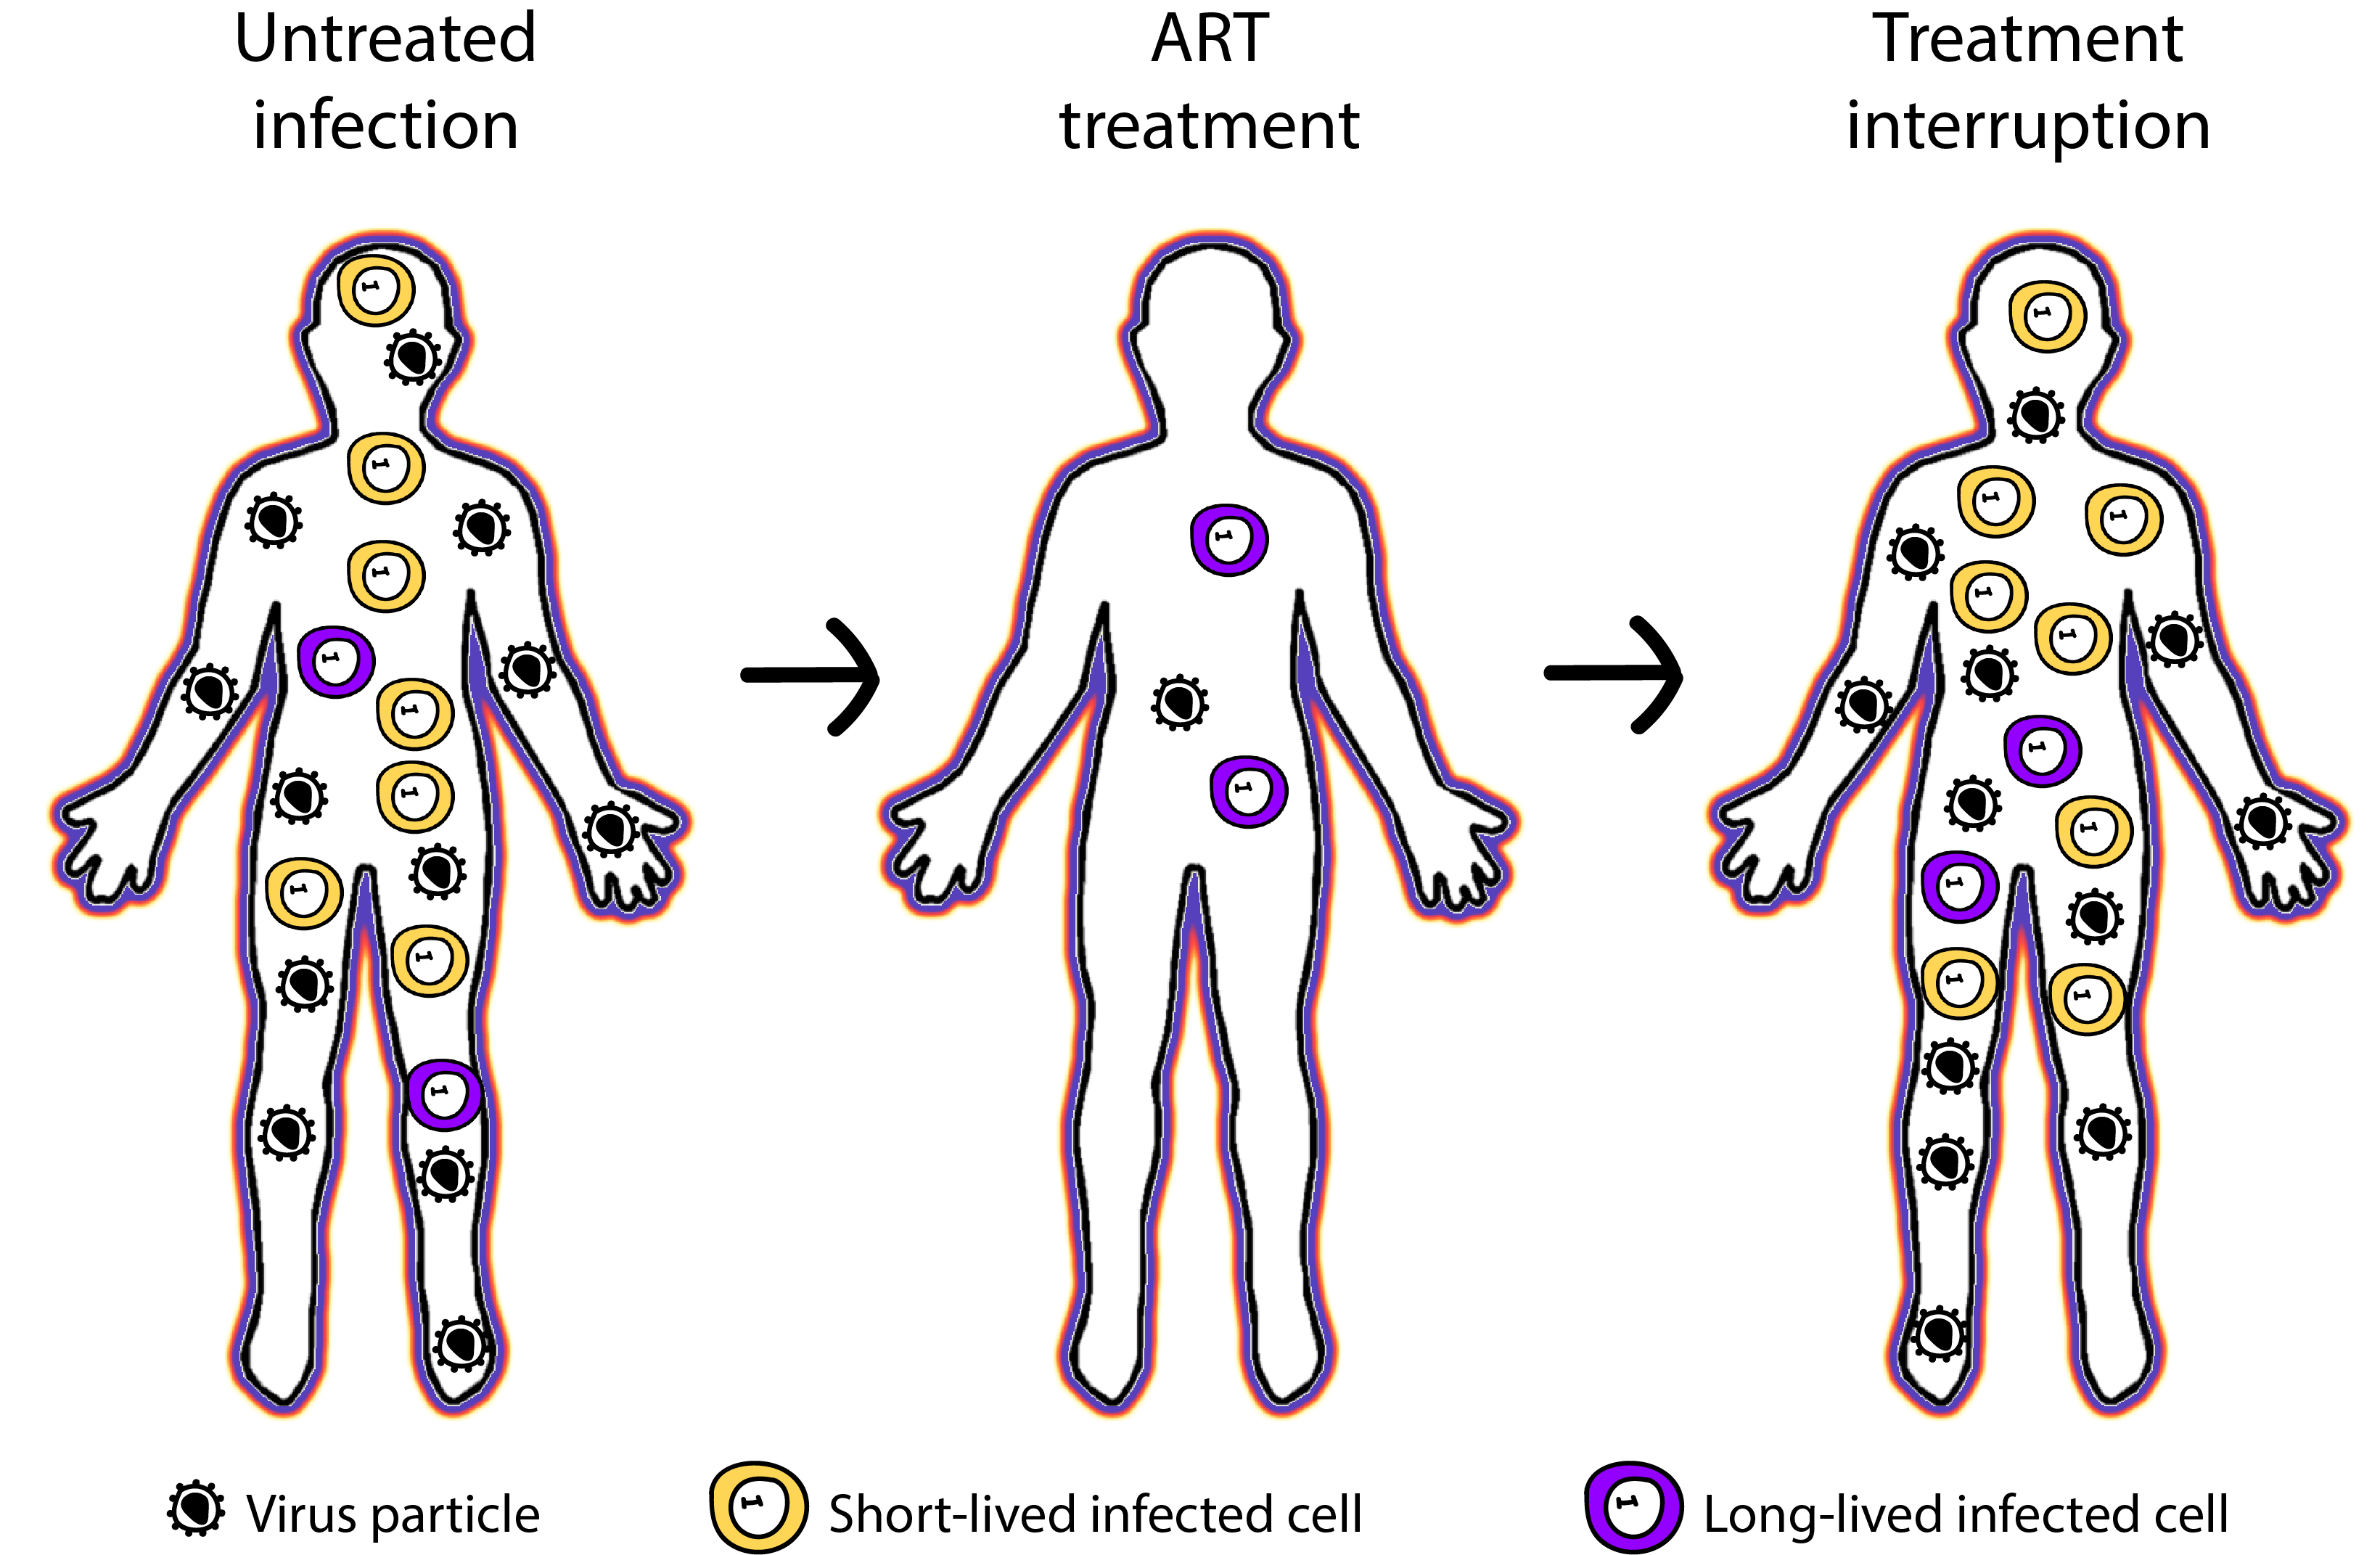 Untreated
infection
ART
treatment
Treatment
interruption
Virus particle
Short-lived infected cell
Long-lived infected cell